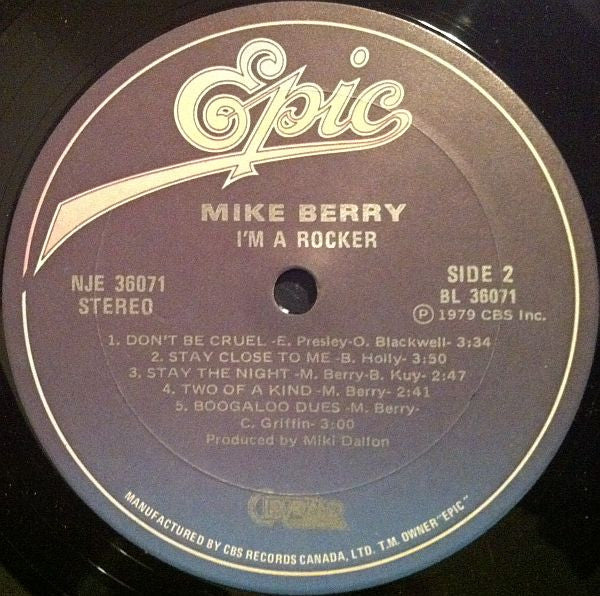 Epic
MIKE BERRY
I'M A ROCKER
NJE 36071
STEREO
SIDE 2
BL 36071
Ⓟ 1979 CBS Inc.
1. DON'T BE CRUEL -E. Presley-O. Blackwell- 3:34
2. STAY CLOSE TO ME -B. Holly- 3:50
3. STAY THE NIGHT -M. Berry-B. Kuy- 2:47
4. TWO OF A KIND -M. Berry- 2:41
5. BOOGALOO DUES -M. Berry-
C. Griffin- 3:00
Produced by Miki Dallon
MANUFACTURED BY CBS RECORDS CANADA, LTD. T.M. OWNER "EPIC"